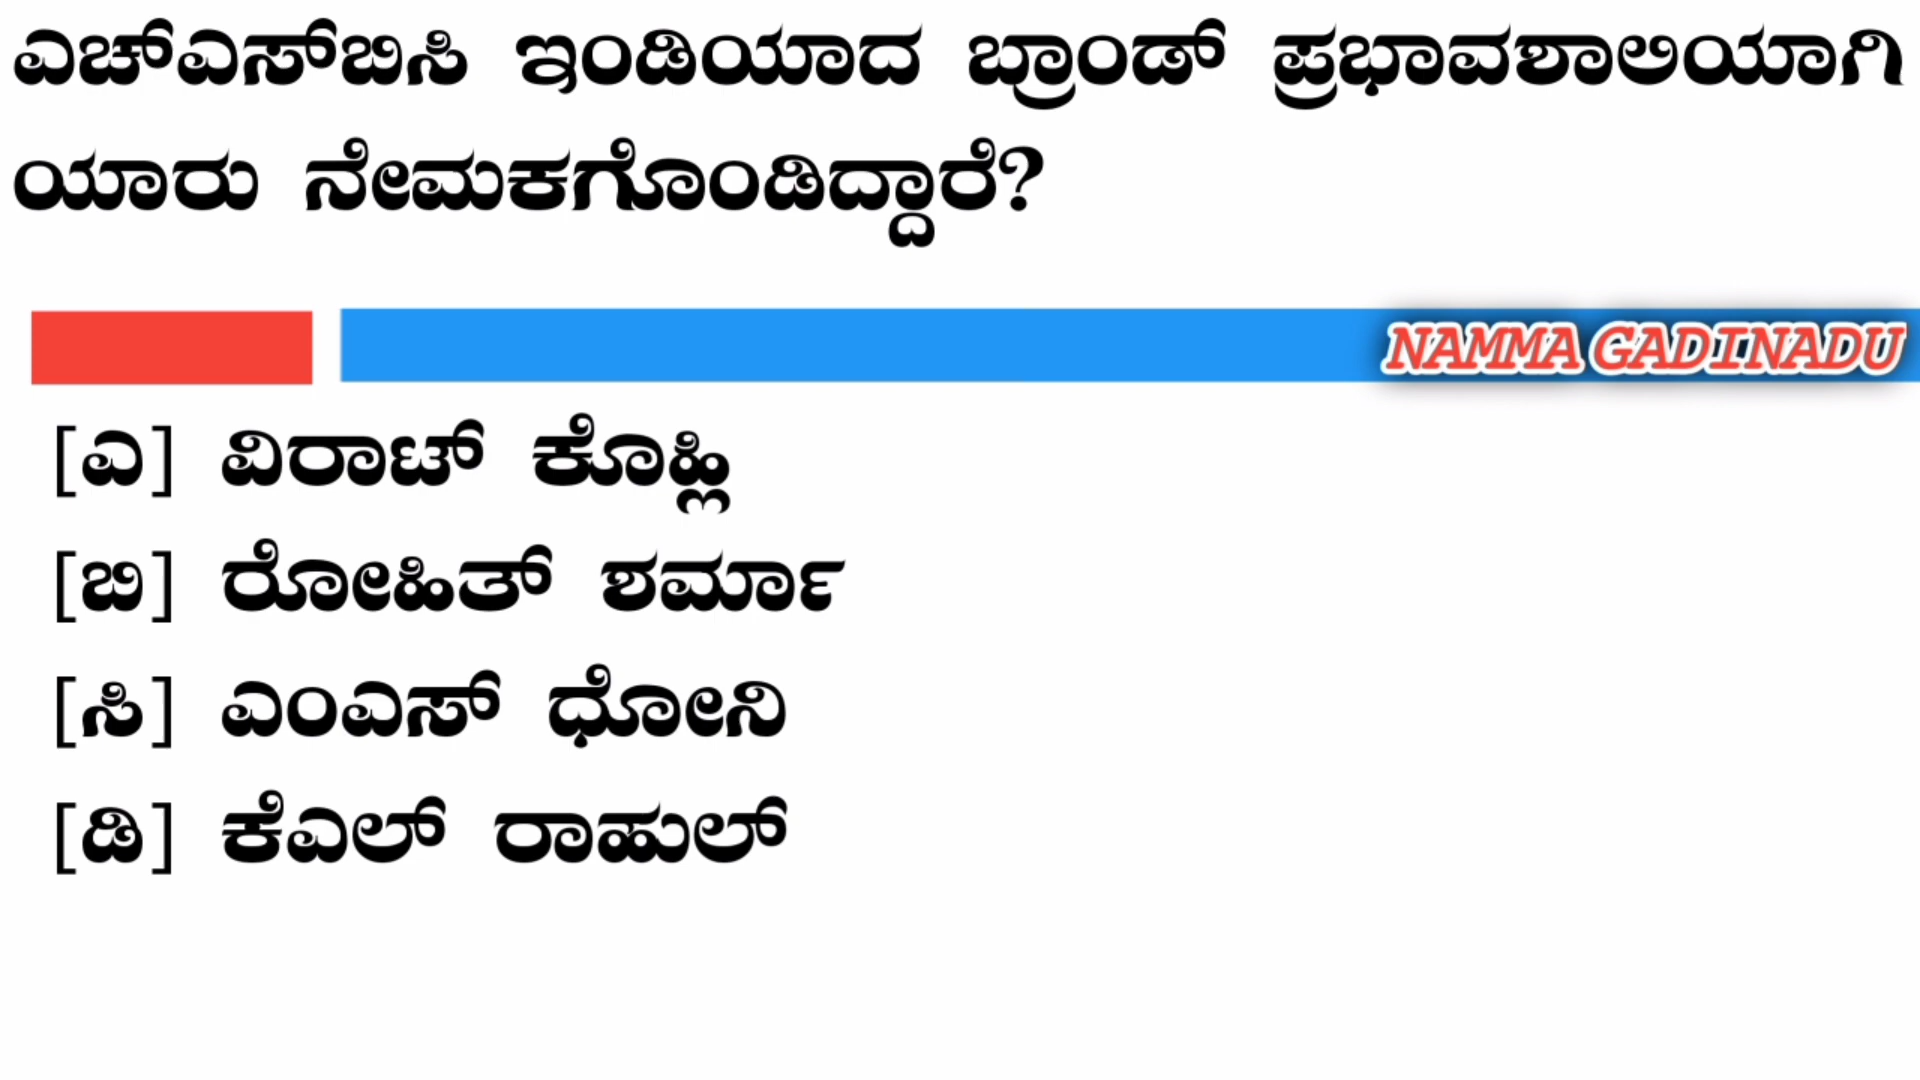 ಎಚ್‌ಎಸ್‌ಬಿಸಿ ಇಂಡಿಯಾದ ಬ್ರಾಂಡ್ ಪ್ರಭಾವಶಾಲಿಯಾಗಿ
ಯಾರು ನೇಮಕಗೊಂಡಿದ್ದಾರೆ?
NAMMA GADINADU
[ಎ] ವಿರಾಟ್ ಕೊಹ್ಲಿ
[ಬಿ] ರೋಹಿತ್ ಶರ್ಮಾ
[ಸಿ] ಎಂಎಸ್ ಧೋನಿ
[ಡಿ] ಕೆಎಲ್ ರಾಹುಲ್